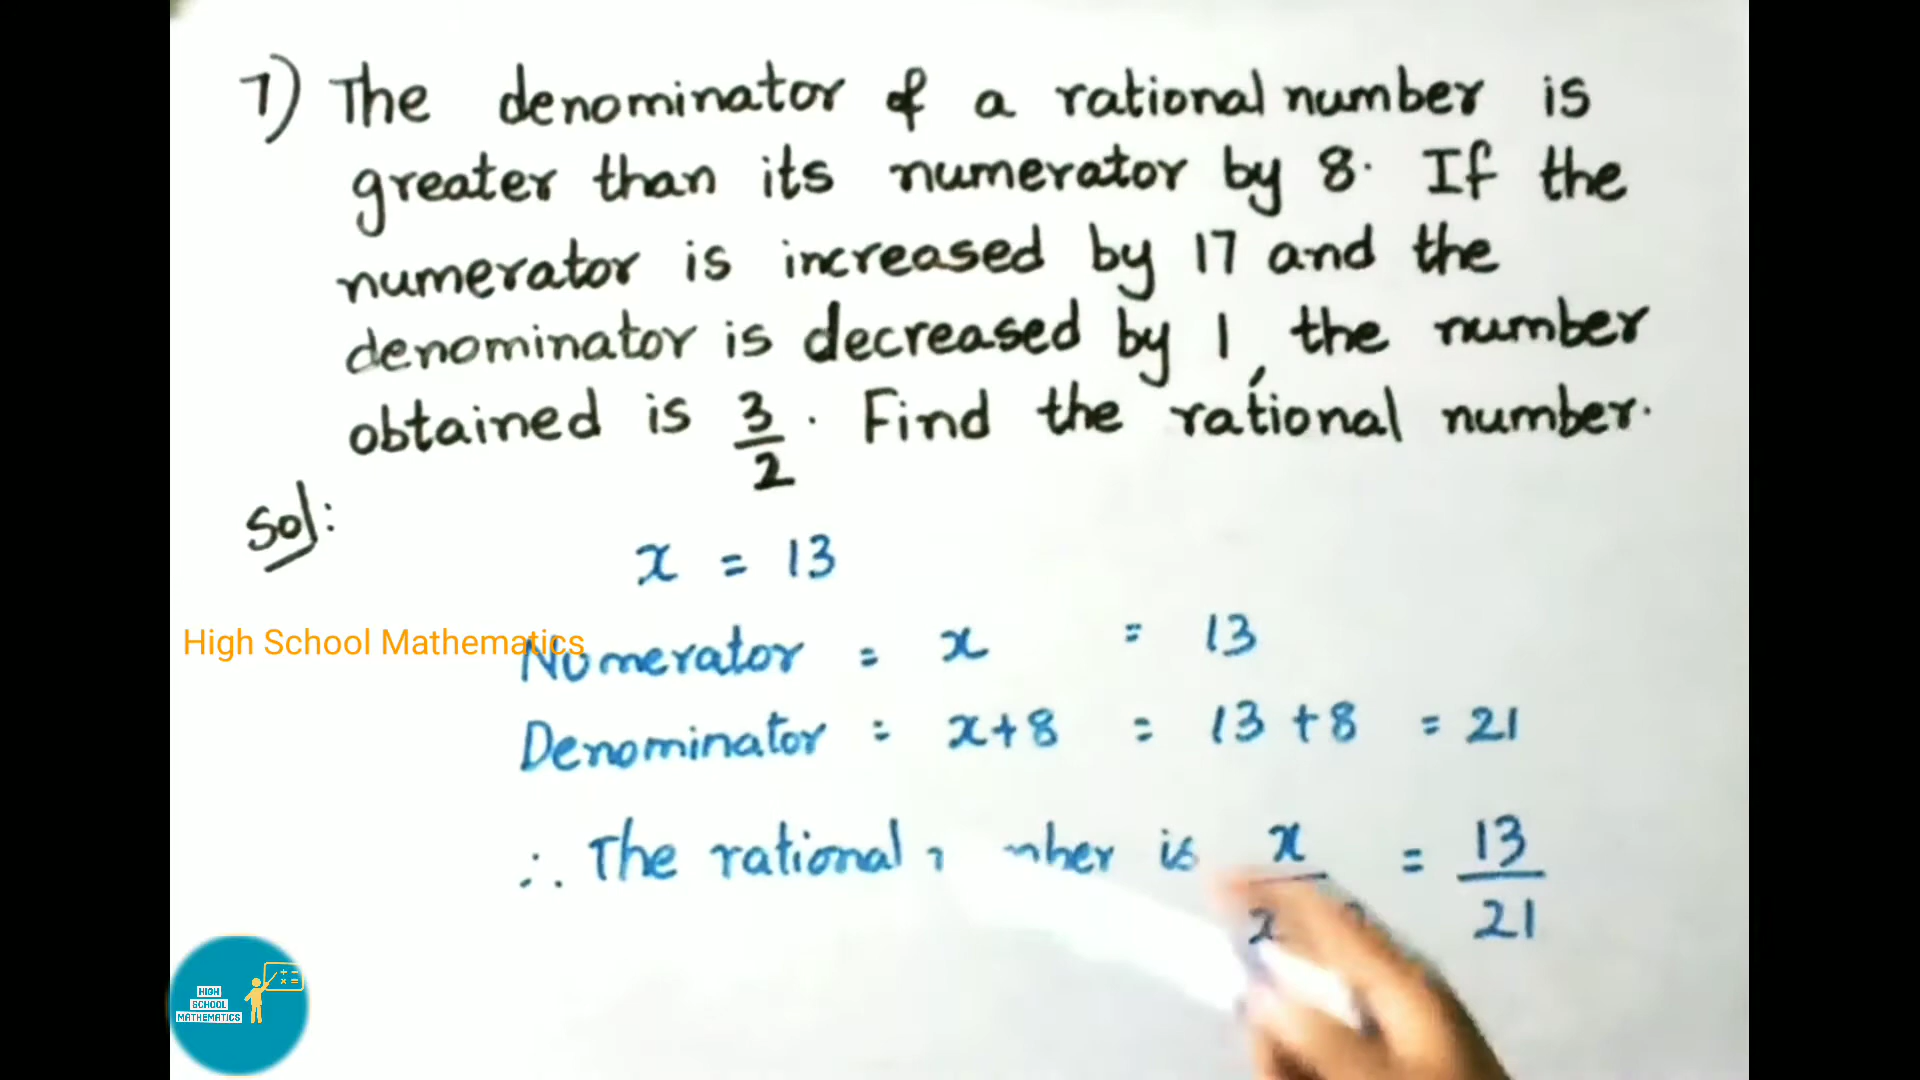 7) The denominator of a rational number is
greater than its numerator by 8. If the
numerator is increased by 17 and the
denominator is decreased by 1, the number
obtained is 3/2. Find the rational number.
Sol:
x = 13
High School Mathematics
Numerator = x = 13
Denominator = x+8 = 13+8 = 21
∴ The rational is x = 13/21
HIGH
SCHOOL
MATHEMATICS